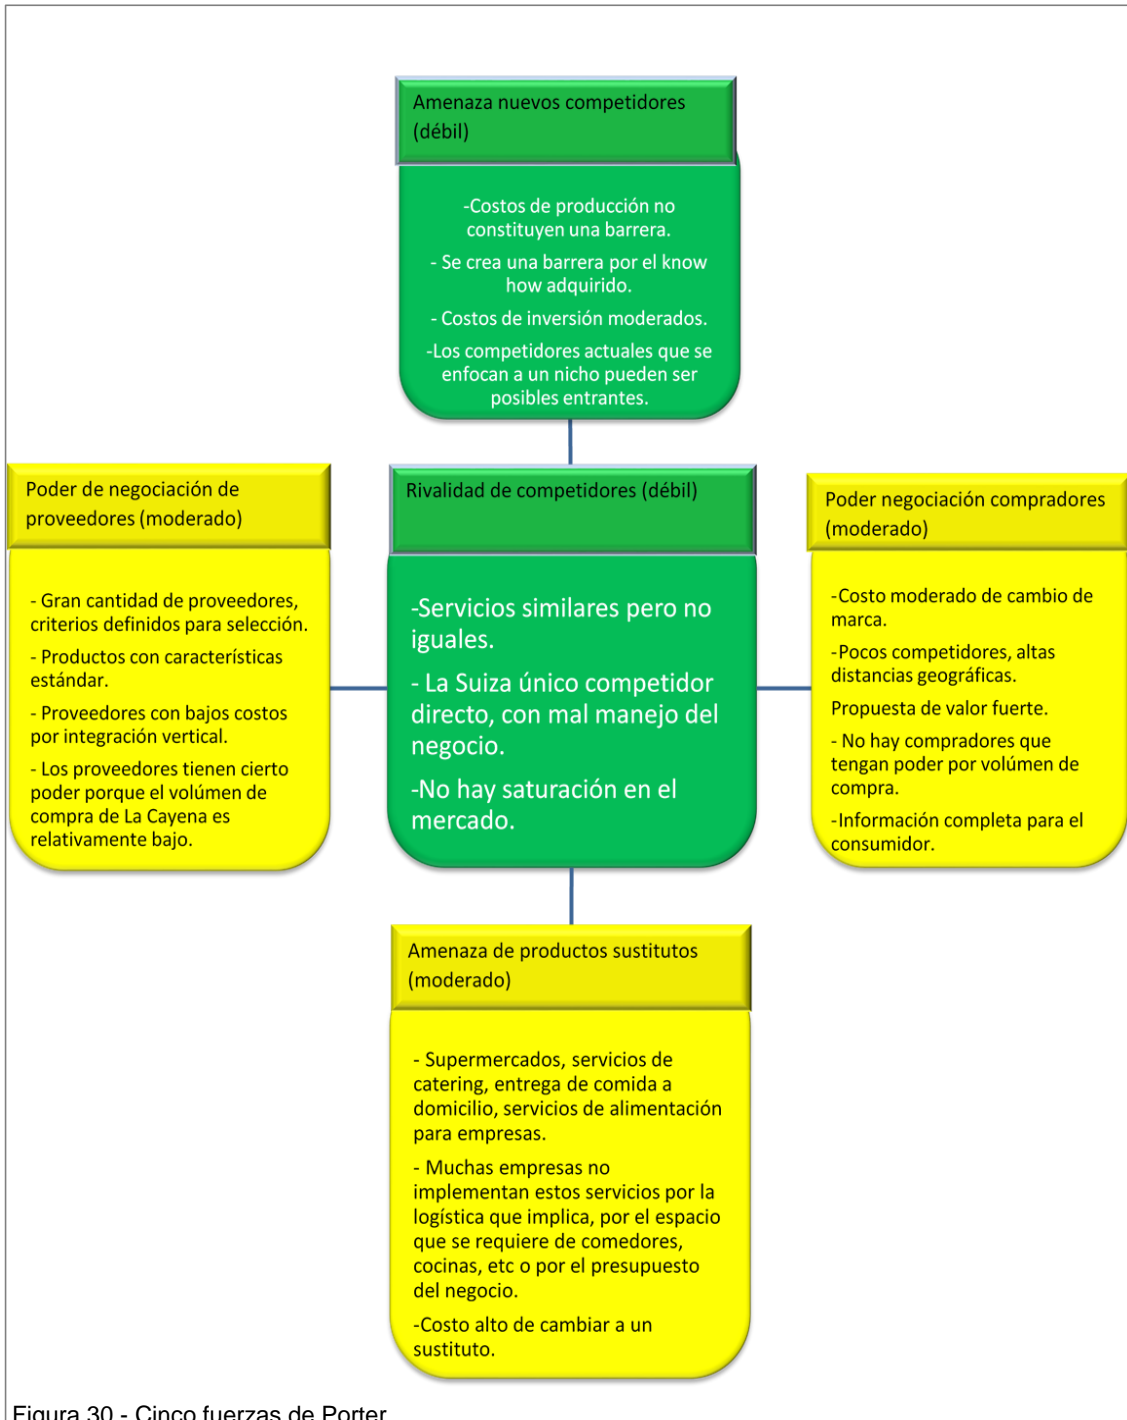 Amenaza nuevos competidores
(débil)
-Costos de producción no
constituyen una barrera.
- Se crea una barrera por el know
how adquirido.
- Costos de inversión moderados.
-Los competidores actuales que se
enfocan a un nicho pueden ser
posibles entrantes.
Poder de negociación de
proveedores (moderado)
- Gran cantidad de proveedores,
criterios definidos para selección.
- Productos con características
estándar.
- Proveedores con bajos costos
por integración vertical.
- Los proveedores tienen cierto
poder porque el volúmen de
compra de La Cayena es
relativamente bajo.
Rivalidad de competidores (débil)
-Servicios similares pero no
iguales.
- La Suiza único competidor
directo, con mal manejo del
negocio.
-No hay saturación en el
mercado.
Poder negociación compradores
(moderado)
-Costo moderado de cambio de
marca.
-Pocos competidores, altas
distancias geográficas.
Propuesta de valor fuerte.
- No hay compradores que
tengan poder por volúmen de
compra.
-Información completa para el
consumidor.
Amenaza de productos sustitutos
(moderado)
- Supermercados, servicios de
catering, entrega de comida a
domicilio, servicios de alimentación
para empresas.
- Muchas empresas no
implementan estos servicios por la
logística que implica, por el espacio
que se requiere de comedores,
cocinas, etc o por el presupuesto
del negocio.
-Costo alto de cambiar a un
sustituto.
Figura 30 - Cinco fuerzas de Porter